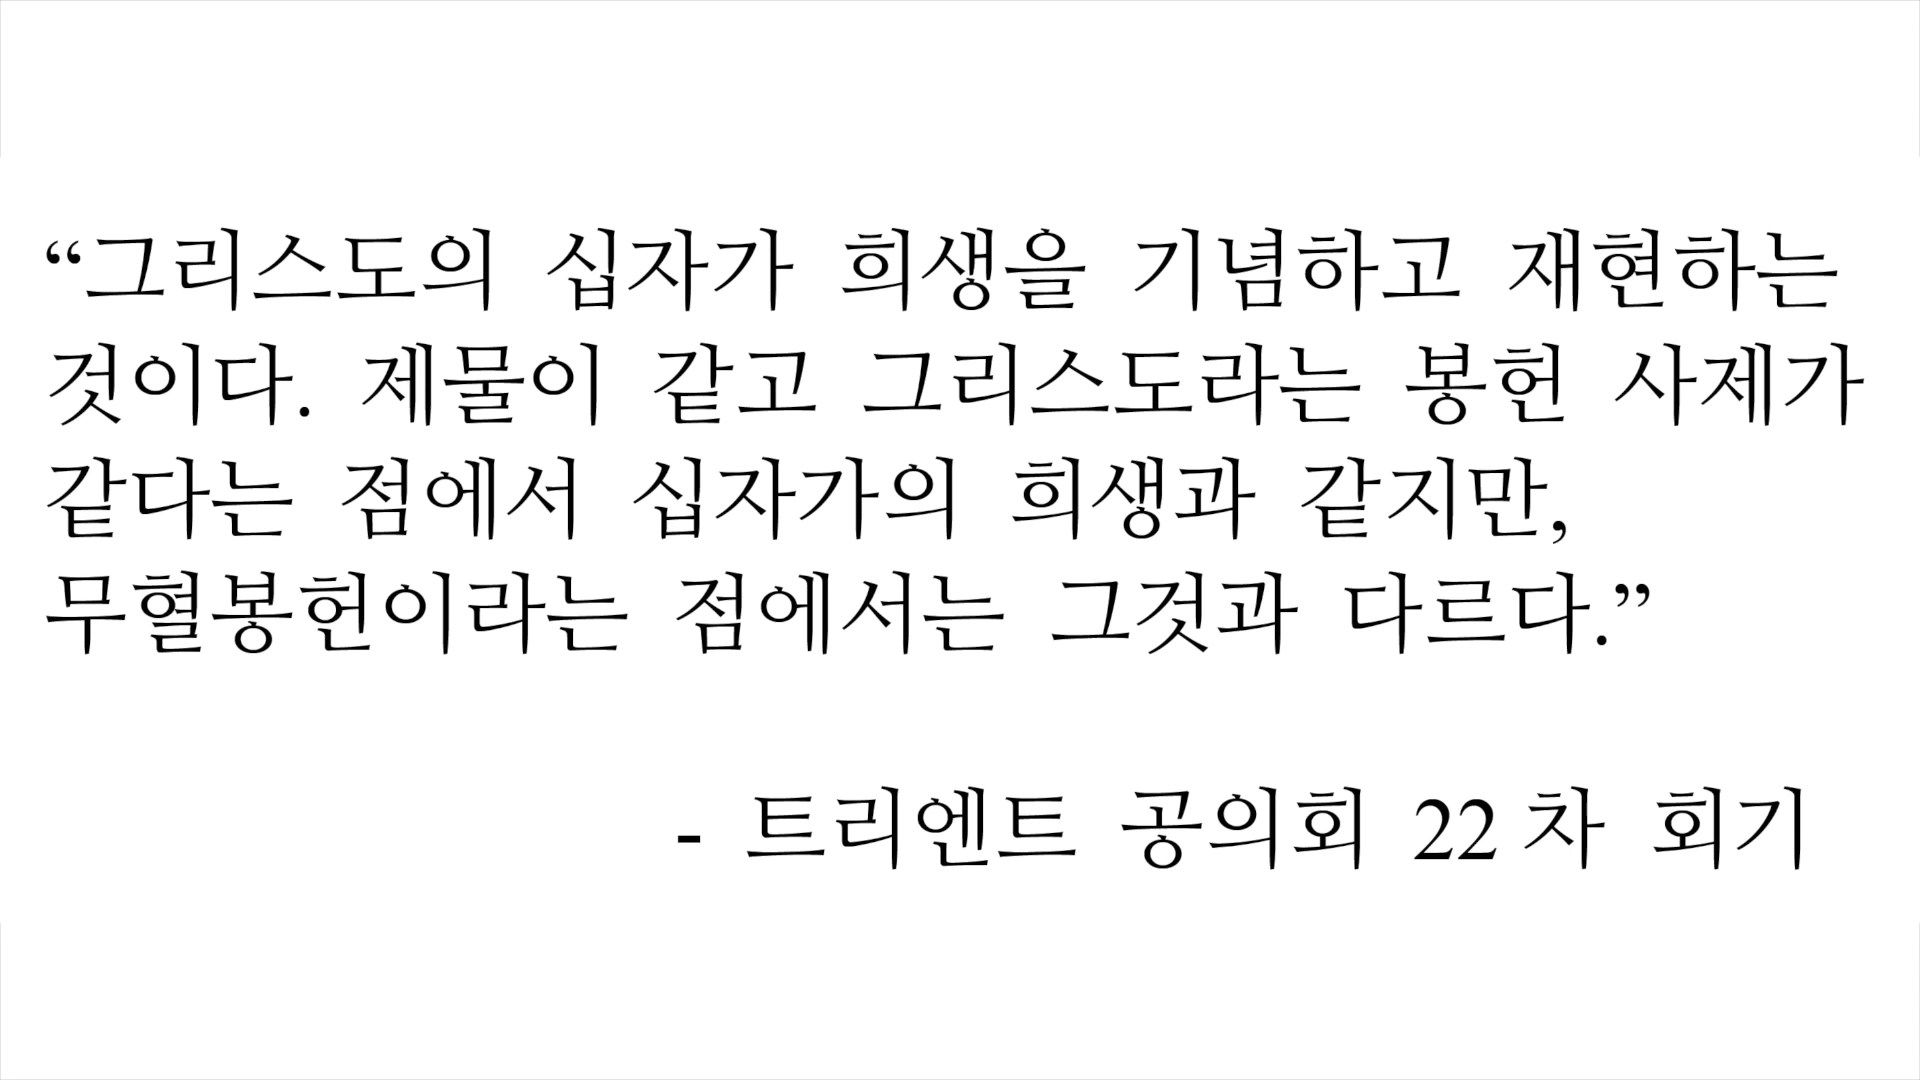 “그리스도의 십자가 희생을 기념하고 재현하는
것이다. 제물이 같고 그리스도라는 봉헌 사제가
같다는 점에서 십자가의 희생과 같지만,
무혈봉헌이라는 점에서는 그것과 다르다.”
- 트리엔트 공의회 22차 회기